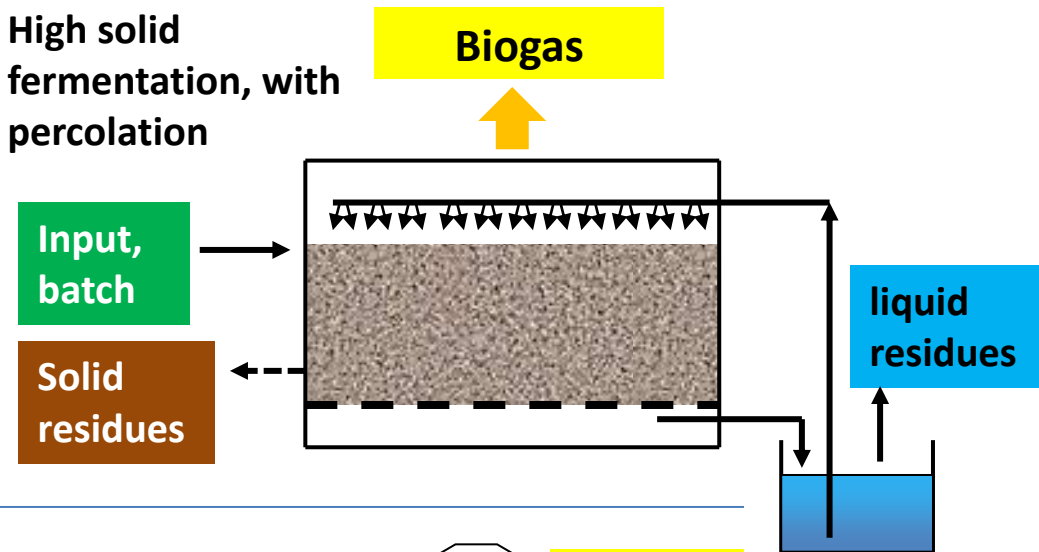 High solid
fermentation, with
percolation
Biogas
Input,
batch
Solid
residues
liquid
residues